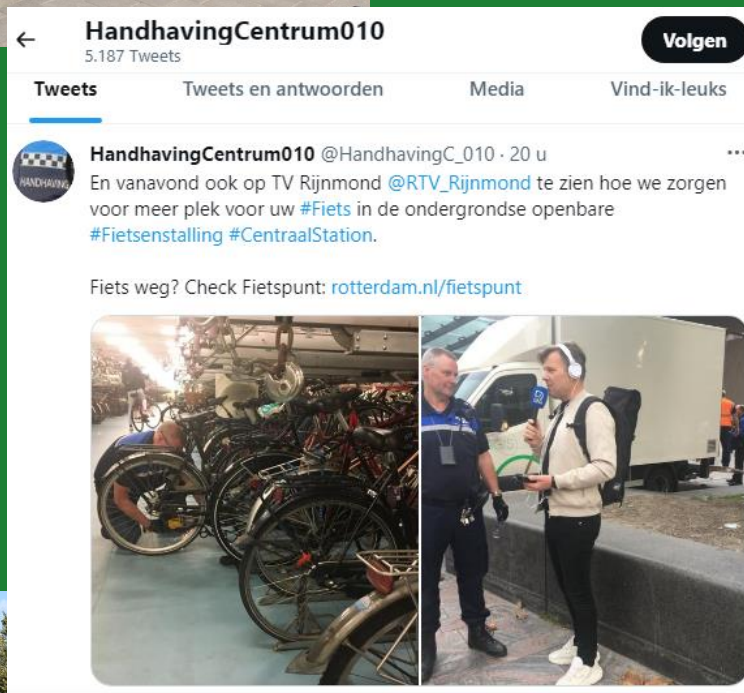 HandhavingCentrum010
5.187 Tweets
Volgen
Tweets Tweets en antwoorden Media Vind-ik-leuks
HandhavingCentrum010 @HandhavingC_010 · 20 u
En vanavond ook op TV Rijnmond @RTV_Rijnmond te zien hoe we zorgen
voor meer plek voor uw #Fiets in de ondergrondse openbare
#Fietsenstalling #CentraalStation.
Fiets weg? Check Fietspunt: rotterdam.nl/fietspunt
HANDHAVING